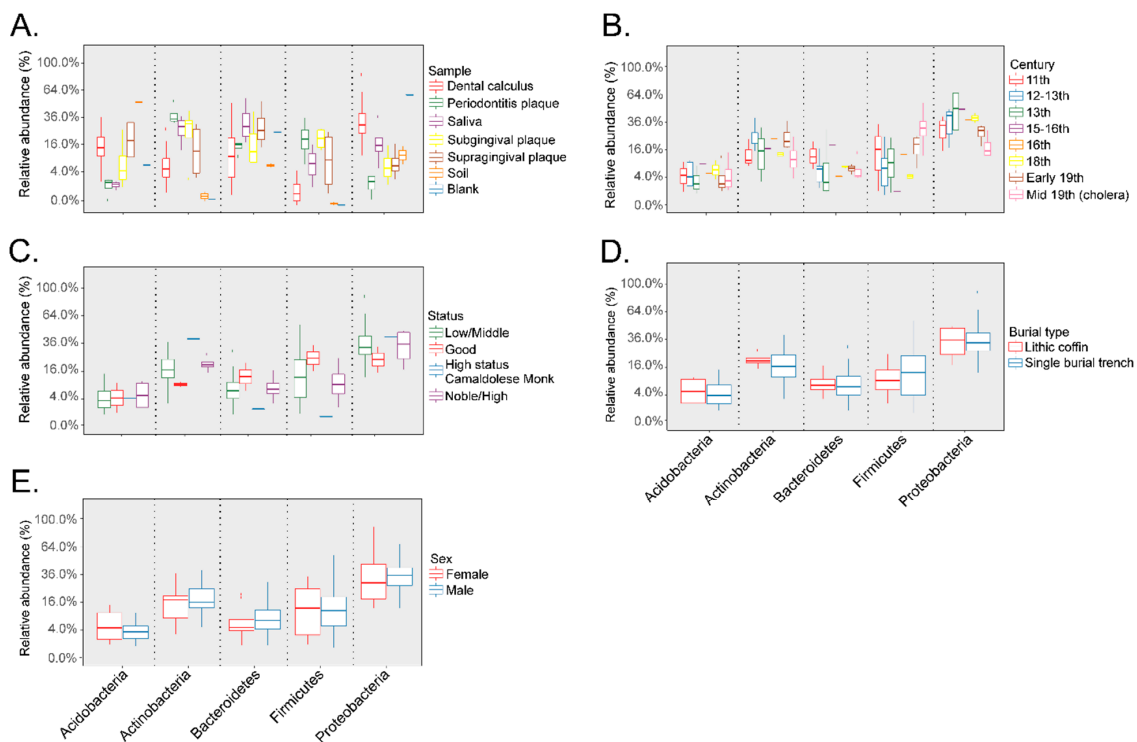 A.
Relative abundance (%)
100.0%
64.0%
36.0%
16.0%
4.0%
0.0%
Sample
Dental calculus
Periodontitis plaque
Saliva
Subgingival plaque
Supragingival plaque
Soil
Blank
B.
Relative abundance (%)
100.0%
64.0%
36.0%
16.0%
4.0%
0.0%
Century
11th
12-13th
13th
15-16th
16th
18th
Early 19th
Mid 19th (cholera)
C.
Relative abundance (%)
100.0%
64.0%
36.0%
16.0%
4.0%
0.0%
Status
Low/Middle
Good
High status
Camaldolese Monk
Noble/High
D.
Relative abundance (%)
100.0%
64.0%
36.0%
16.0%
4.0%
0.0%
Burial type
Lithic coffin
Single burial trench
Acidobacteria
Actinobacteria
Bacteroidetes
Firmicutes
Proteobacteria
E.
Relative abundance (%)
100.0%
64.0%
36.0%
16.0%
4.0%
0.0%
Sex
Female
Male
Acidobacteria
Actinobacteria
Bacteroidetes
Firmicutes
Proteobacteria